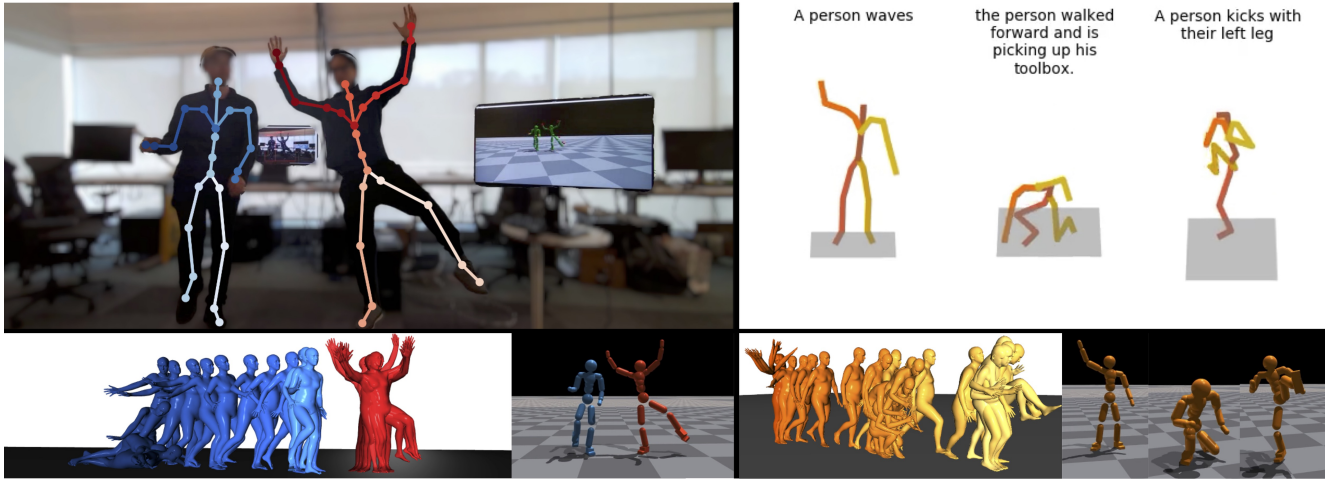 A person waves
the person walked
forward and is
picking up his
toolbox.
A person kicks with
their left leg